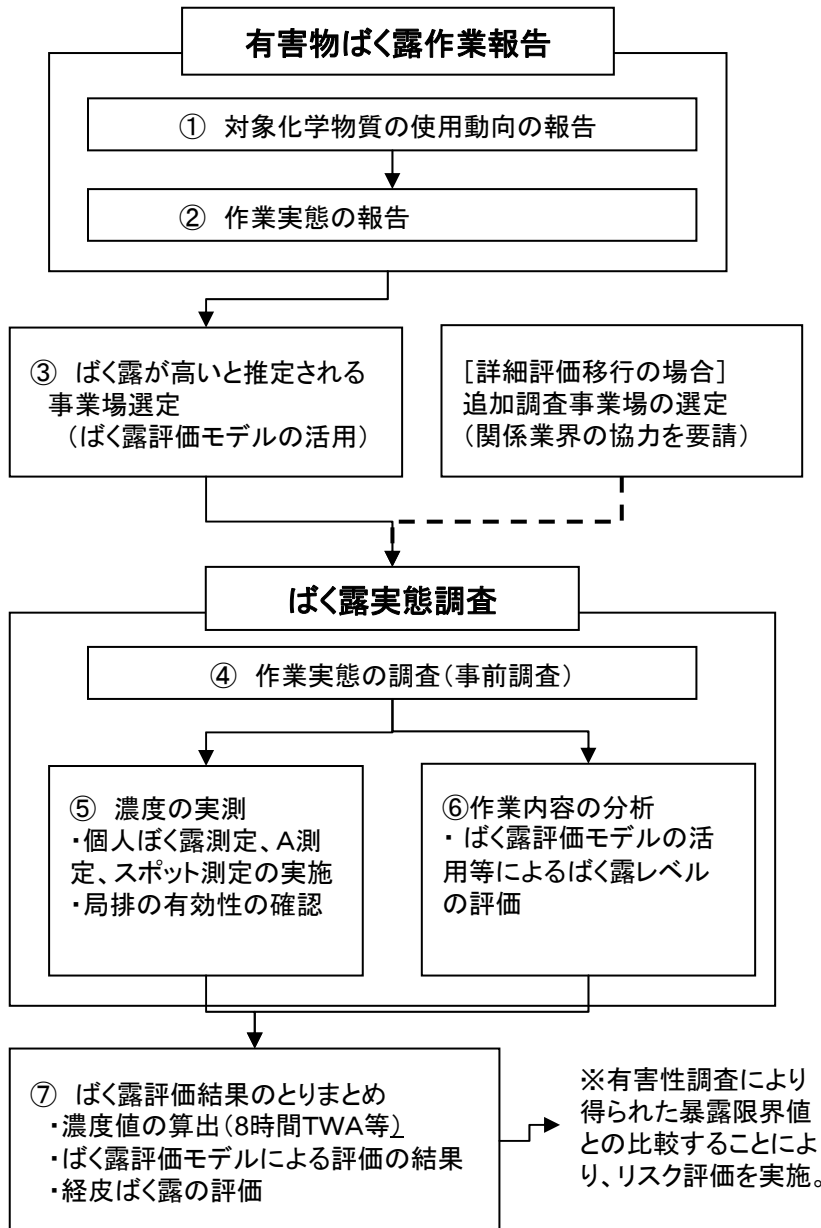 有害物ばく露作業報告
① 対象化学物質の使用動向の報告
② 作業実態の報告
③ ばく露が高いと推定される
事業場選定
(ばく露評価モデルの活用)
[詳細評価移行の場合]
追加調査事業場の選定
(関係業界の協力を要請)
ばく露実態調査
④ 作業実態の調査(事前調査)
⑤ 濃度の実測
・個人ぼく露測定、A測
定、スポット測定の実施
・局排の有効性の確認
⑥作業内容の分析
・ ばく露評価モデルの活
用等によるばく露レベル
の評価
⑦ ばく露評価結果のとりまとめ
・濃度値の算出(8時間TWA等)
・ばく露評価モデルによる評価の結果
・経皮ばく露の評価
※有害性調査により
得られた暴露限界値
との比較することによ
り、リスク評価を実施。